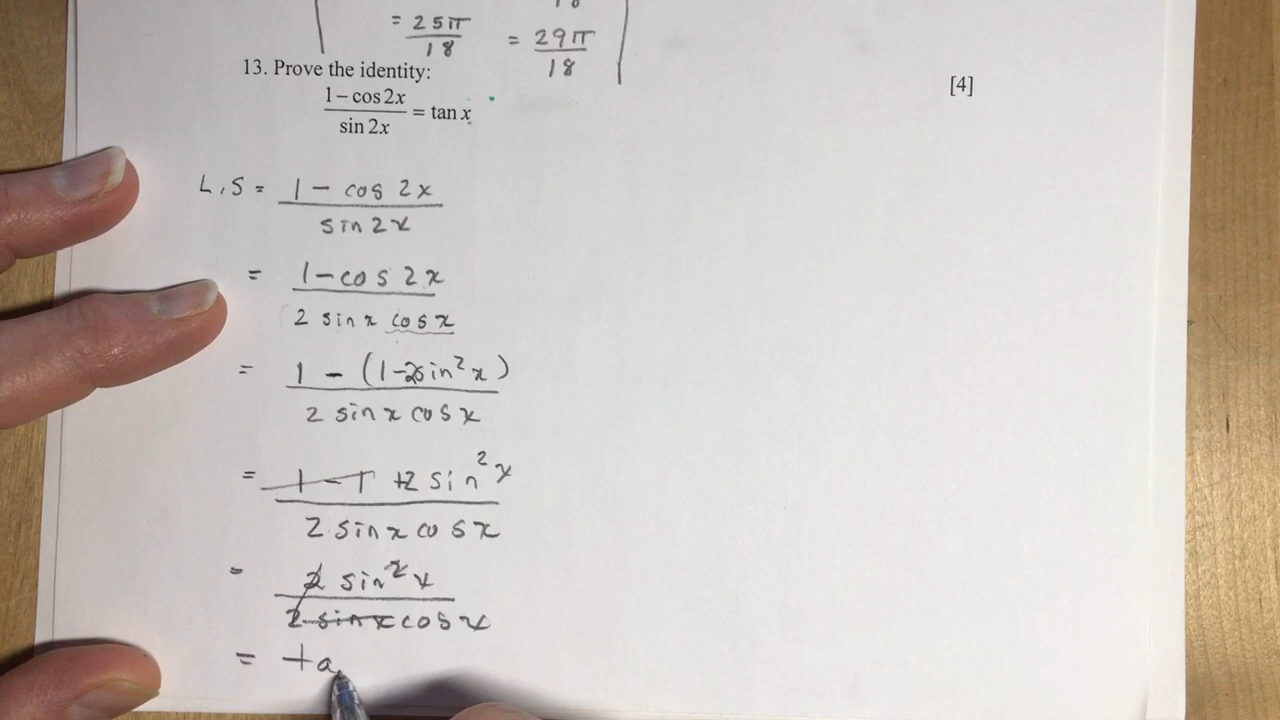 = 25π/18 = 29π/18
13. Prove the identity: [4]
1 – cos 2x / sin 2x = tan x
L.S = 1 - cos 2x / sin 2x
= 1 - cos 2x / 2 sin x cos x
= 1 - (1-2sin²x) / 2 sin x cos x
= 1 - 1 +2 sin²x / 2 sin x cos x
= 2 sin²x / 2 sin x cos x
= ta